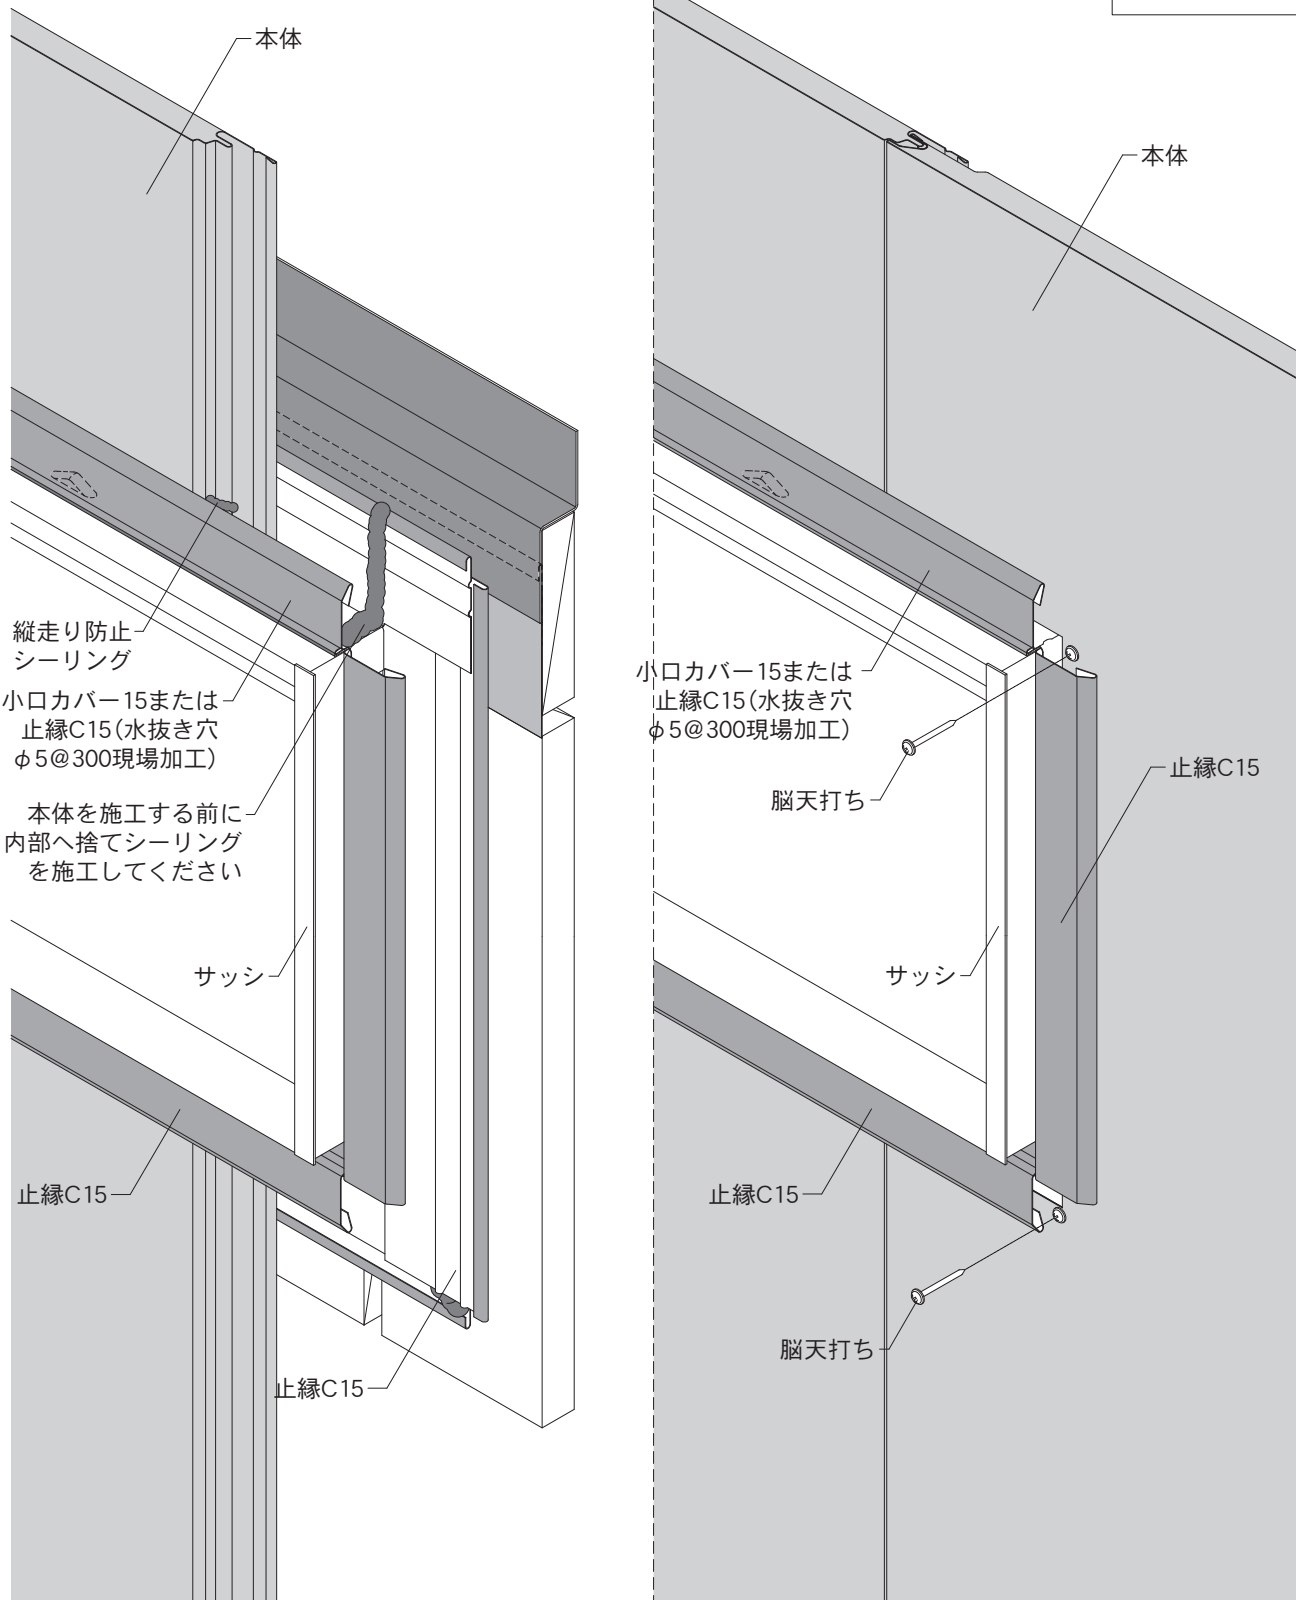 本体
縦走り防止
シーリング
小口カバー15または
止縁C15(水抜き穴
φ5@300現場加工)
本体を施工する前に
内部へ捨てシーリング
を施工してください
サッシ
止縁C15
止縁C15
本体
小口カバー15または
止縁C15(水抜き穴
φ5@300現場加工)
脳天打ち
止縁C15
サッシ
止縁C15
脳天打ち